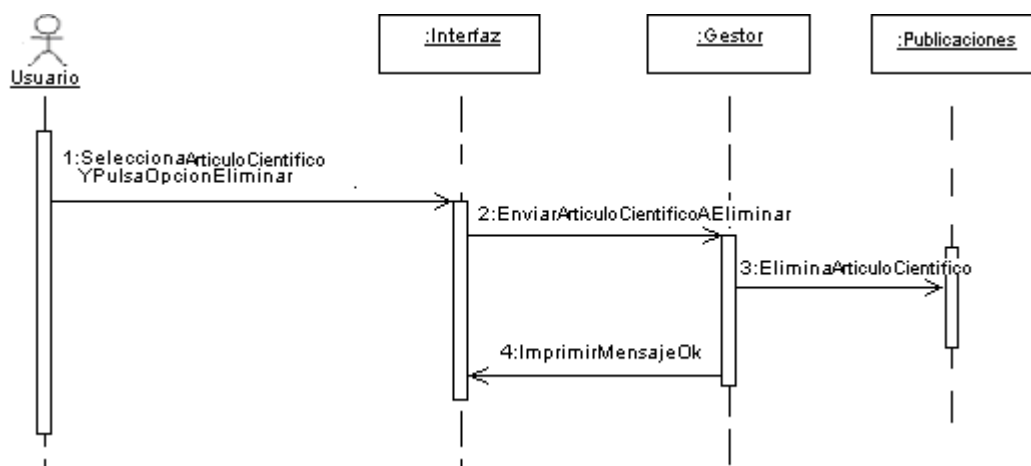 :Interfaz
:Gestor
:Publicaciones
Usuario
1:SeleccionaArticuloCientifico
YPulsaOpcionEliminar
2:EnviarArticuloCientificoAEliminar
3:EliminaArticuloCientifico
4:ImprimirMensajeOk